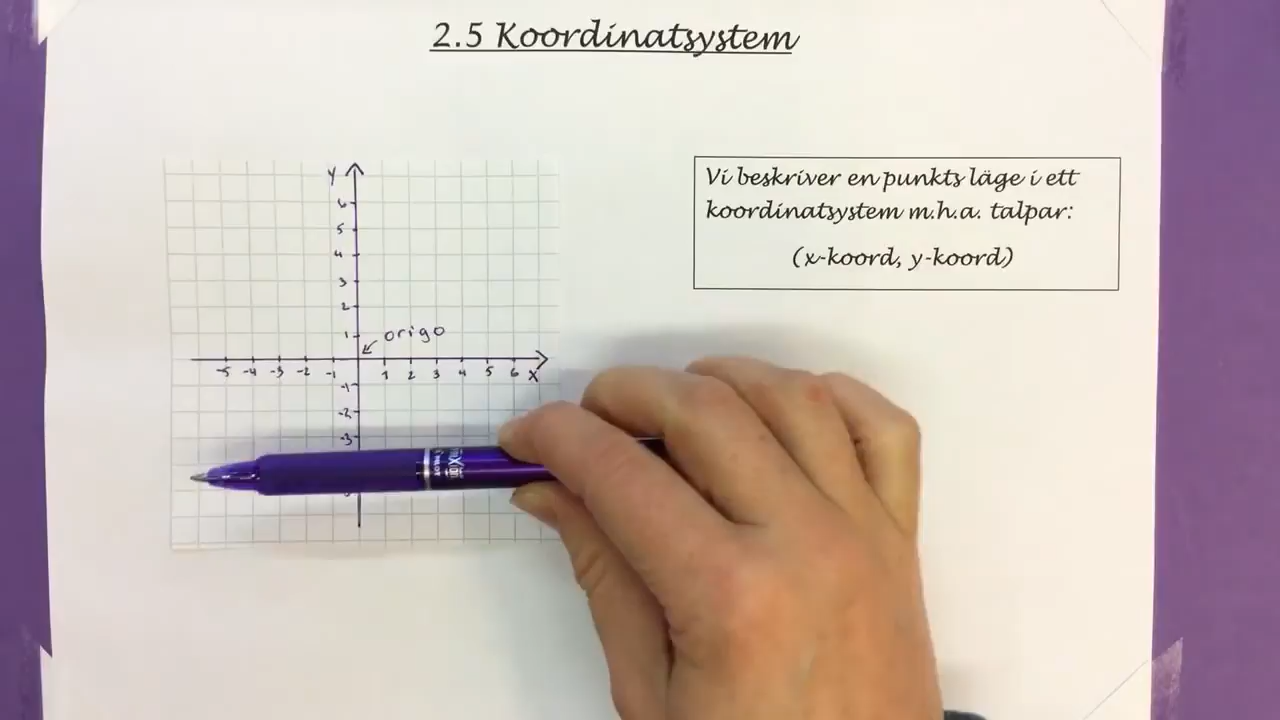 2.5 Koordinatsystem
Vi beskriver en punkts läge i ett
koordinatsystem m.h.a. talpar:
(x-koord, y-koord)
y
6
5
4
3
2
1
origo
-5 -4 -3 -2 -1 1 2 3 4 5 6 x
-1
-2
-3
PILOT